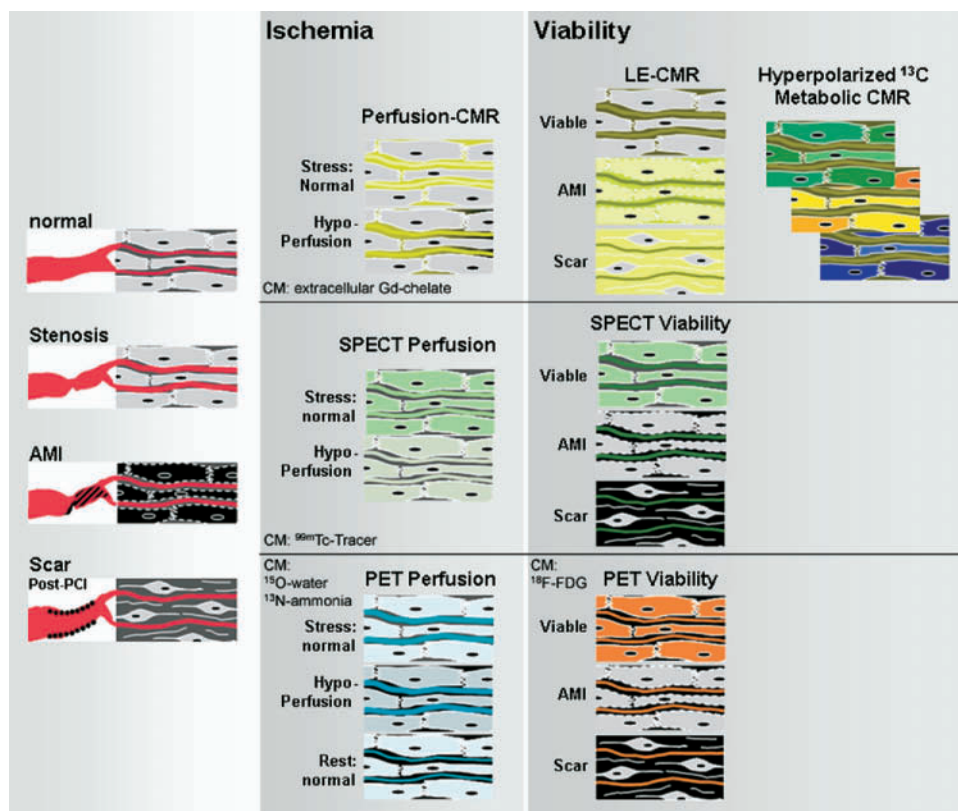 Ischemia
Viability
LE-CMR
Hyperpolarized ¹³C
Metabolic CMR
Perfusion-CMR
Viable
Stress:
Normal
AMI
Hypo-
Perfusion
Scar
CM: extracellular Gd-chelate
normal
Stenosis
AMI
Scar
Post-PCI
SPECT Perfusion
Stress:
normal
Hypo-
Perfusion
CM: ⁹⁹ᵐTc-Tracer
SPECT Viability
Viable
AMI
Scar
CM:
¹⁵O-water
¹³N-ammonia
PET Perfusion
Stress:
normal
Hypo-
Perfusion
Rest:
normal
CM:
¹⁸F-FDG
PET Viability
Viable
AMI
Scar